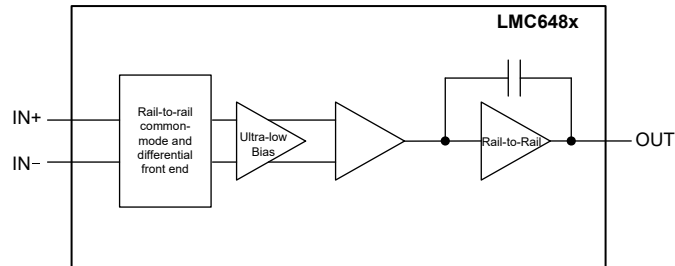 LMC648x
IN+
IN−
Rail-to-rail
common-
mode and
differential
front end
Ultra-low
Bias
Rail-to-Rail
OUT